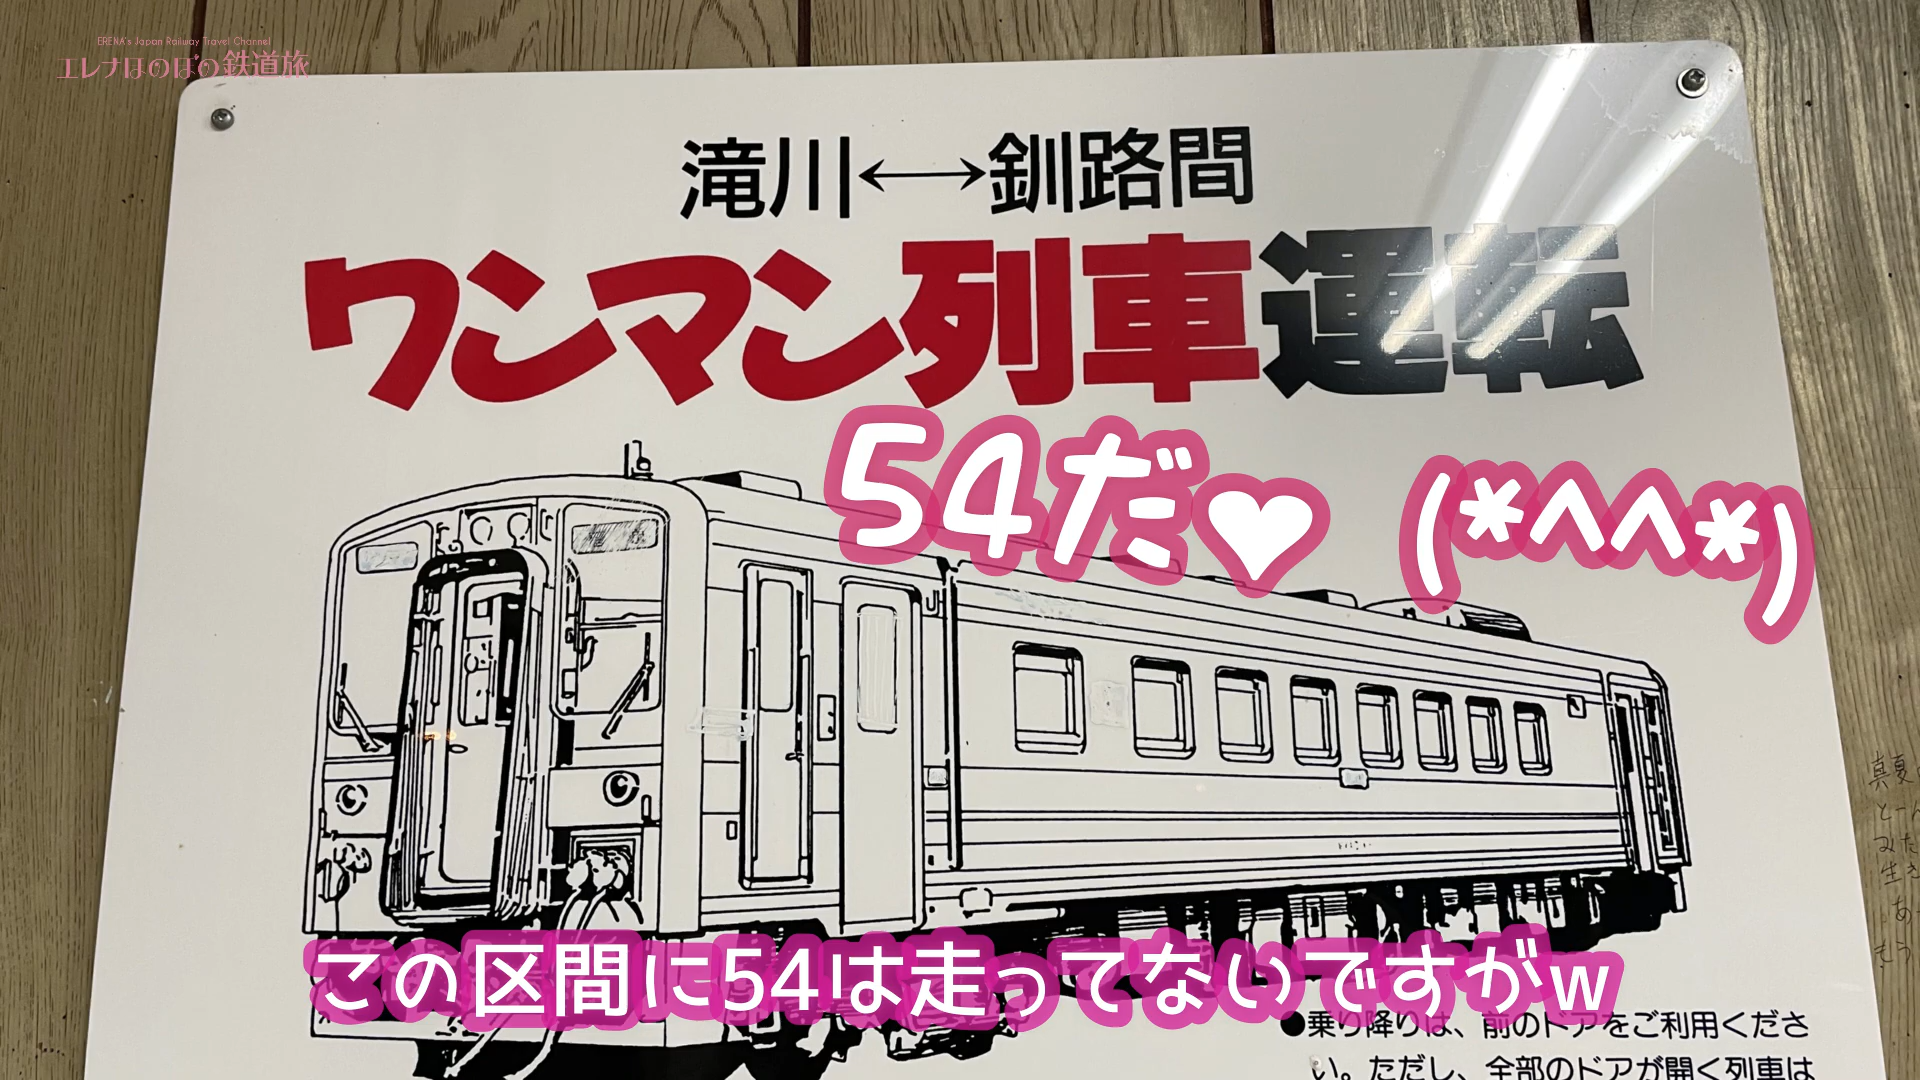 ERENA's Japan Railway Travel Channel
エレナほのぼの鉄道旅
滝川←→釧路間
ワンマン列車運転
54だ♥ (*^^*)
この区間に54は走ってないですがw
●乗り降りは、前のドアをご利用くださ
い。ただし、全部のドアが開く列車は
真夏